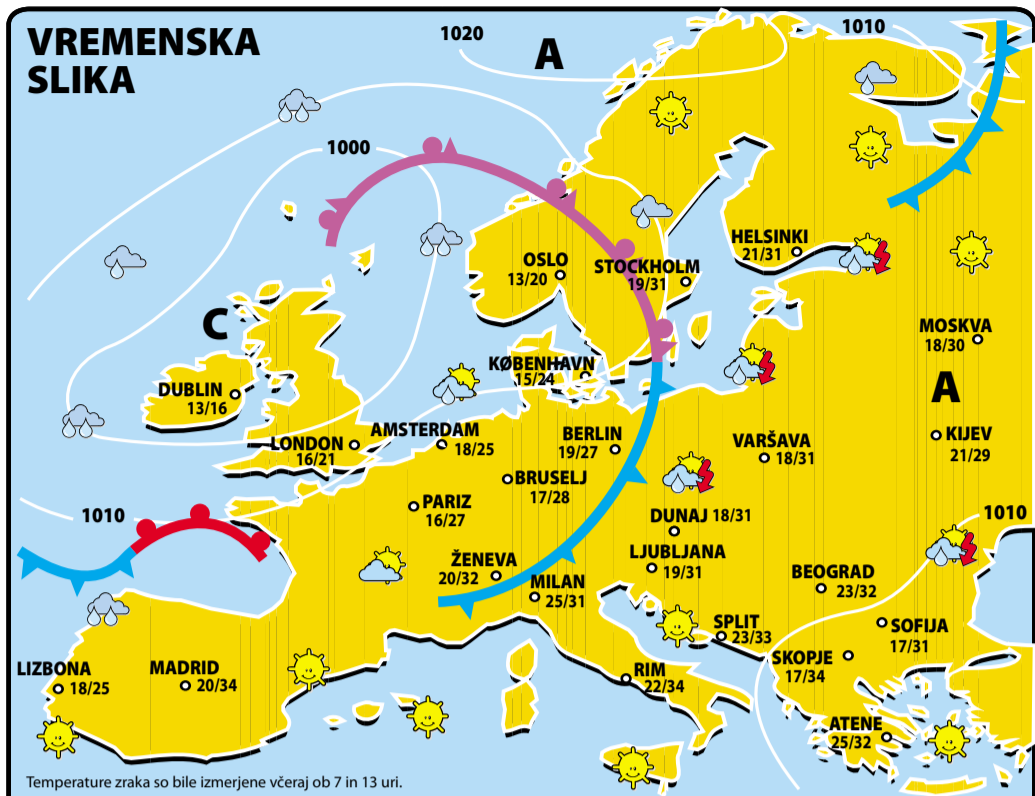 VREMENSKA
SLIKA
1020
A
1010
1000
HELSINKI
21/31
OSLO
13/20
STOCKHOLM
19/31
C
MOSKVA
18/30
KØBENHAVN
15/24
DUBLIN
13/16
A
LONDON
16/21
AMSTERDAM
18/25
BERLIN
19/27
VARŠAVA
18/31
KIJEV
21/29
BRUSELJ
17/28
PARIZ
16/27
1010
DUNAJ 18/31
1010
ŽENEVA
20/32
LJUBLJANA
19/31
MILAN
25/31
BEOGRAD
23/32
SPLIT
23/33
SOFIJA
17/31
LIZBONA
18/25
MADRID
20/34
RIM
22/34
SKOPJE
17/34
ATENE
25/32
Temperature zraka so bile izmerjene včeraj ob 7 in 13 uri.